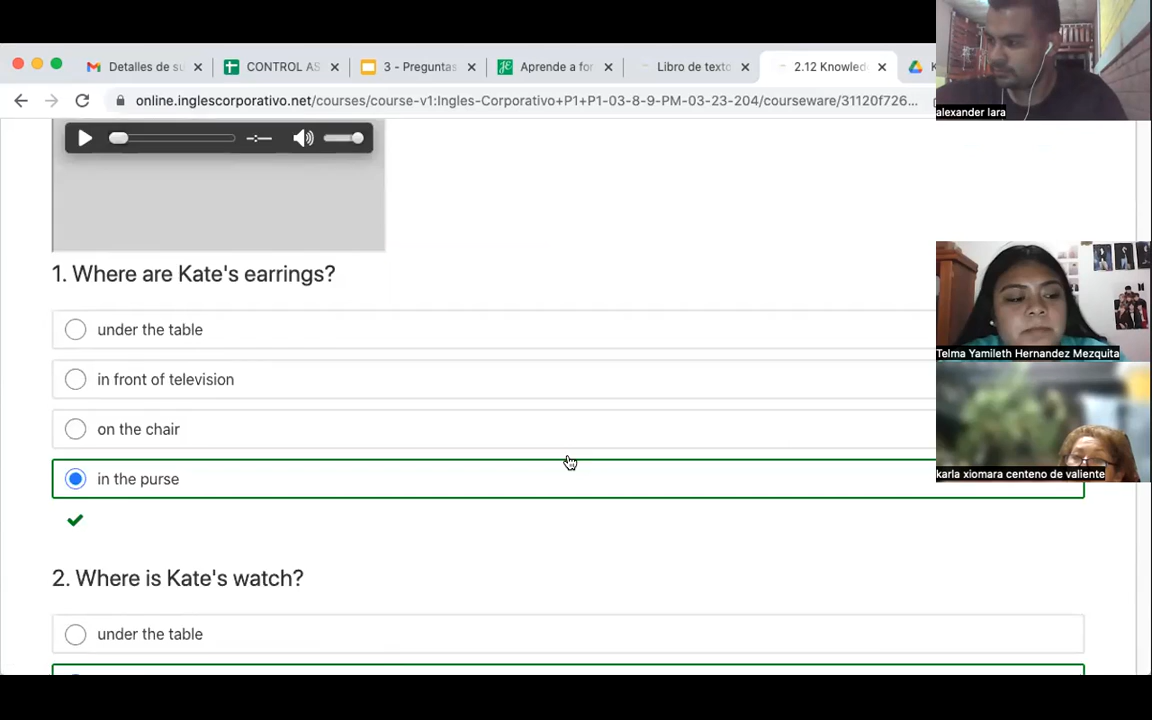 Detalles de su
CONTROL AS
3 - Preguntas
Aprende a for
Libro de texto
2.12 Knowled
online.inglescorporativo.net/courses/course-v1:Ingles-Corporativo+P1+P1-03-8-9-PM-03-23-204/courseware/31120f726...
alexander lara
1. Where are Kate's earrings?
under the table
in front of television
Telma Yamileth Hernandez Mezquita
on the chair
in the purse
karla xiomara centeno de valiente
2. Where is Kate's watch?
under the table